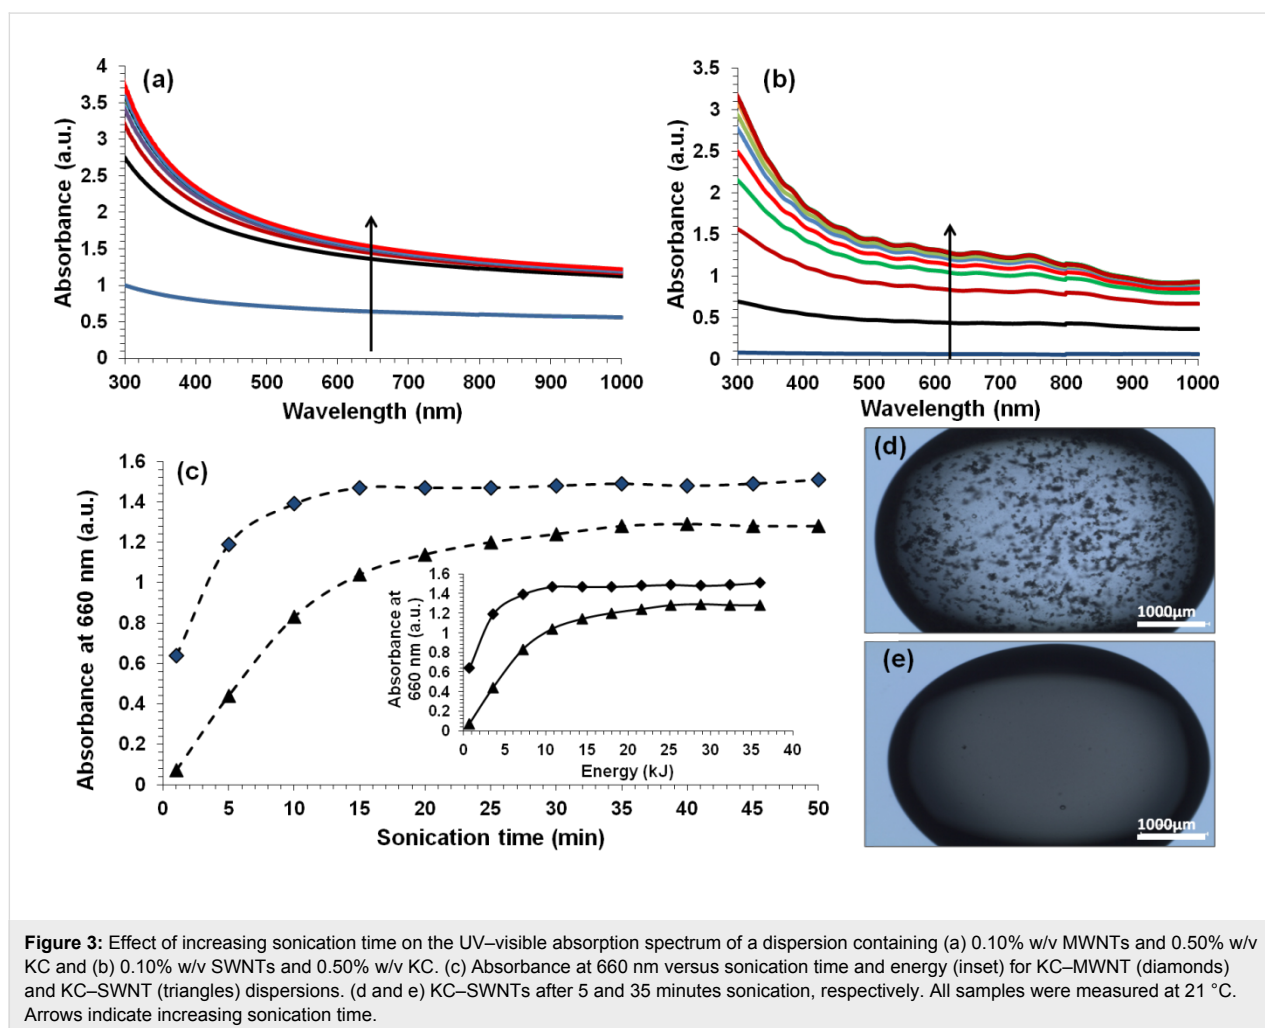 (a)
Absorbance (a.u.)
4
3.5
3
2.5
2
1.5
1
0.5
0
300 400 500 600 700 800 900 1000
Wavelength (nm)
(b)
Absorbance (a.u.)
3.5
3
2.5
2
1.5
1
0.5
0
300 400 500 600 700 800 900 1000
Wavelength (nm)
(c)
Absorbance at 660 nm (a.u.)
1.6
1.4
1.2
1
0.8
0.6
0.4
0.2
0
0 5 10 15 20 25 30 35 40 45 50
Sonication time (min)
Absorbance at
660 nm (a.u.)
1.6
1.4
1.2
1
0.8
0.6
0.4
0.2
0
0 5 10 15 20 25 30 35 40
Energy (kJ)
(d)
1000µm
(e)
1000µm
Figure 3: Effect of increasing sonication time on the UV–visible absorption spectrum of a dispersion containing (a) 0.10% w/v MWNTs and 0.50% w/v
KC and (b) 0.10% w/v SWNTs and 0.50% w/v KC. (c) Absorbance at 660 nm versus sonication time and energy (inset) for KC–MWNT (diamonds)
and KC–SWNT (triangles) dispersions. (d and e) KC–SWNTs after 5 and 35 minutes sonication, respectively. All samples were measured at 21 °C.
Arrows indicate increasing sonication time.